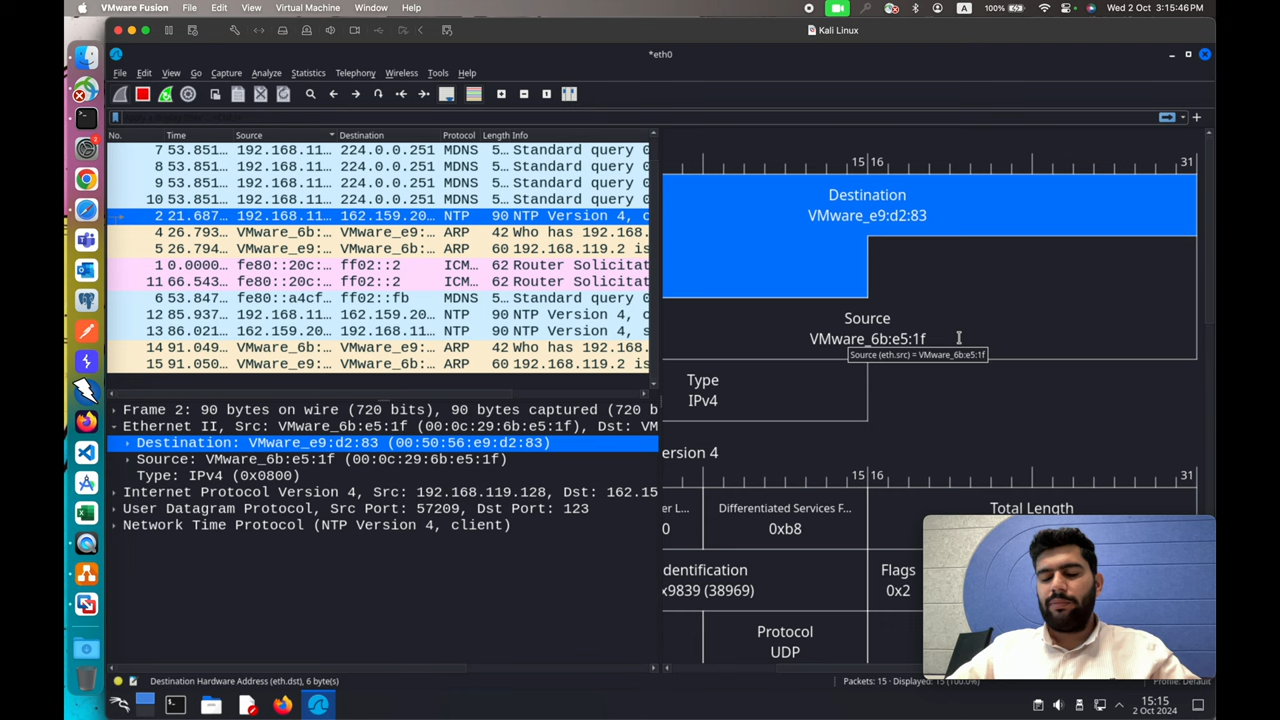 VMware Fusion File Edit View Virtual Machine Window Help A 100% Wed 2 Oct 3:15:46 PM
Kali Linux
*eth0
File Edit View Go Capture Analyze Statistics Telephony Wireless Tools Help
No. Time Source Destination Protocol Length Info
7 53.851… 192.168.11… 224.0.0.251 MDNS 5… Standard query 0
8 53.851… 192.168.11… 224.0.0.251 MDNS 5… Standard query 0
9 53.851… 192.168.11… 224.0.0.251 MDNS 5… Standard query 0
10 53.851… 192.168.11… 224.0.0.251 MDNS 5… Standard query 0
2 21.687… 192.168.11… 162.159.20… NTP 90 NTP Version 4, c
4 26.793… VMware_6b:… VMware_e9:… ARP 42 Who has 192.168.
5 26.794… VMware_e9:… VMware_6b:… ARP 60 192.168.119.2 is
1 0.0000… fe80::20c:… ff02::2 ICM… 62 Router Solicitat
11 66.543… fe80::20c:… ff02::2 ICM… 62 Router Solicitat
6 53.847… fe80::a4cf… ff02::fb MDNS 5… Standard query 0
12 85.937… 192.168.11… 162.159.20… NTP 90 NTP Version 4, c
13 86.021… 162.159.20… 192.168.11… NTP 90 NTP Version 4, s
14 91.049… VMware_6b:… VMware_e9:… ARP 42 Who has 192.168.
15 91.050… VMware_e9:… VMware_6b:… ARP 60 192.168.119.2 is
Frame 2: 90 bytes on wire (720 bits), 90 bytes captured (720 b
Ethernet II, Src: VMware_6b:e5:1f (00:0c:29:6b:e5:1f), Dst: VM
Destination: VMware_e9:d2:83 (00:50:56:e9:d2:83)
Source: VMware_6b:e5:1f (00:0c:29:6b:e5:1f)
Type: IPv4 (0x0800)
Internet Protocol Version 4, Src: 192.168.119.128, Dst: 162.15
User Datagram Protocol, Src Port: 57209, Dst Port: 123
Network Time Protocol (NTP Version 4, client)
15 16 31
Destination
VMware_e9:d2:83
Source
VMware_6b:e5:1f
Source (eth.src) = VMware_6b:e5:1f
Type
IPv4
ersion 4
15 16 31
er L… Differentiated Services F… Total Length
0 0xb8
dentification Flags
x9839 (38969) 0x2
Protocol
UDP
Destination Hardware Address (eth.dst), 6 byte(s) Packets: 15 · Displayed: 15 (100.0%) Profile: Default
15:15
2 Oct 2024